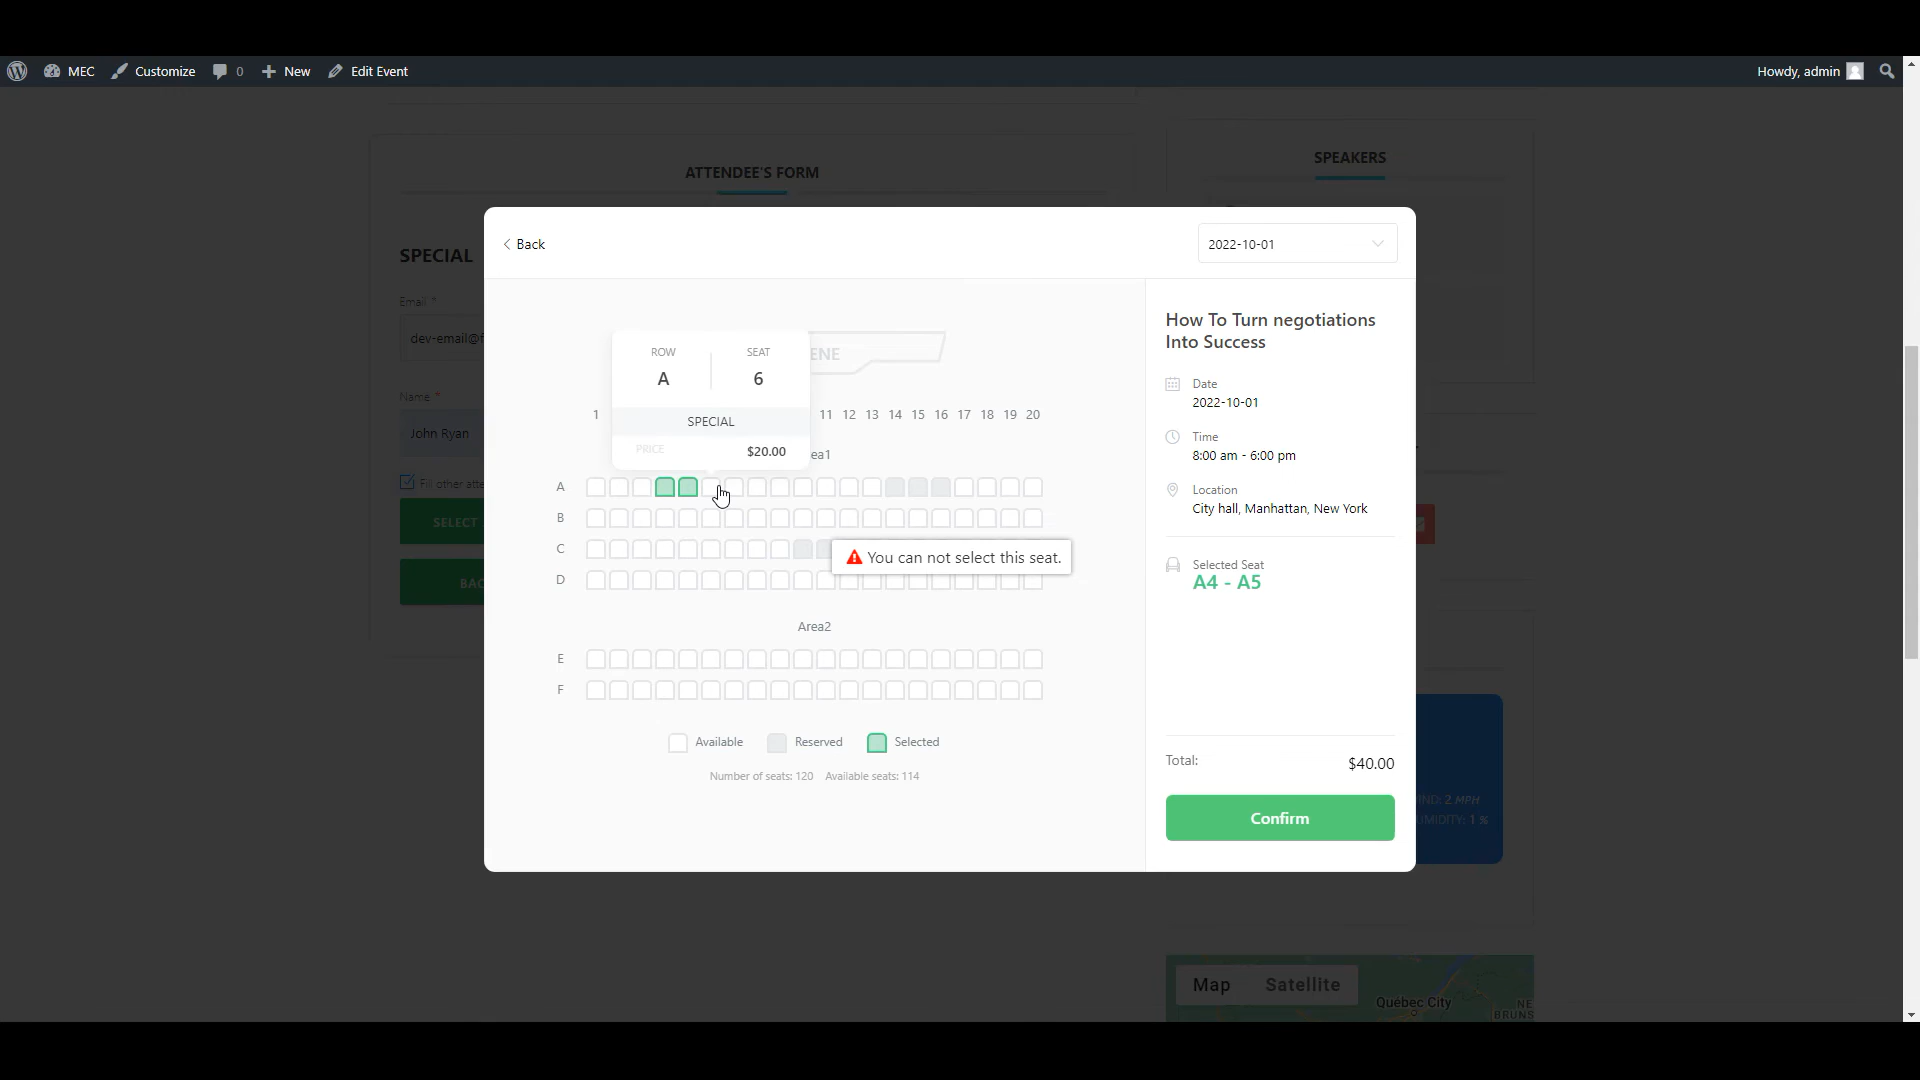 MEC Customize 0 New Edit Event Howdy, admin
ATTENDEE'S FORM
SPEAKERS
SPECIAL
Email *
dev-email@f
Name *
John Ryan
Fill other atte
SELECT
BAC
Back
2022-10-01
ENE
ROW SEAT
A 6
SPECIAL
PRICE $20.00
1 11 12 13 14 15 16 17 18 19 20
ea1
A
B
C
D
You can not select this seat.
Area2
E
F
Available Reserved Selected
Number of seats: 120 Available seats: 114
How To Turn negotiations
Into Success
Date
2022-10-01
Time
8:00 am - 6:00 pm
Location
City hall, Manhattan, New York
Selected Seat
A4 - A5
Total: $40.00
Confirm
IND: 2 MPH
UMIDITY: 1 %
Map Satellite
Québec City
NE
BRUNS